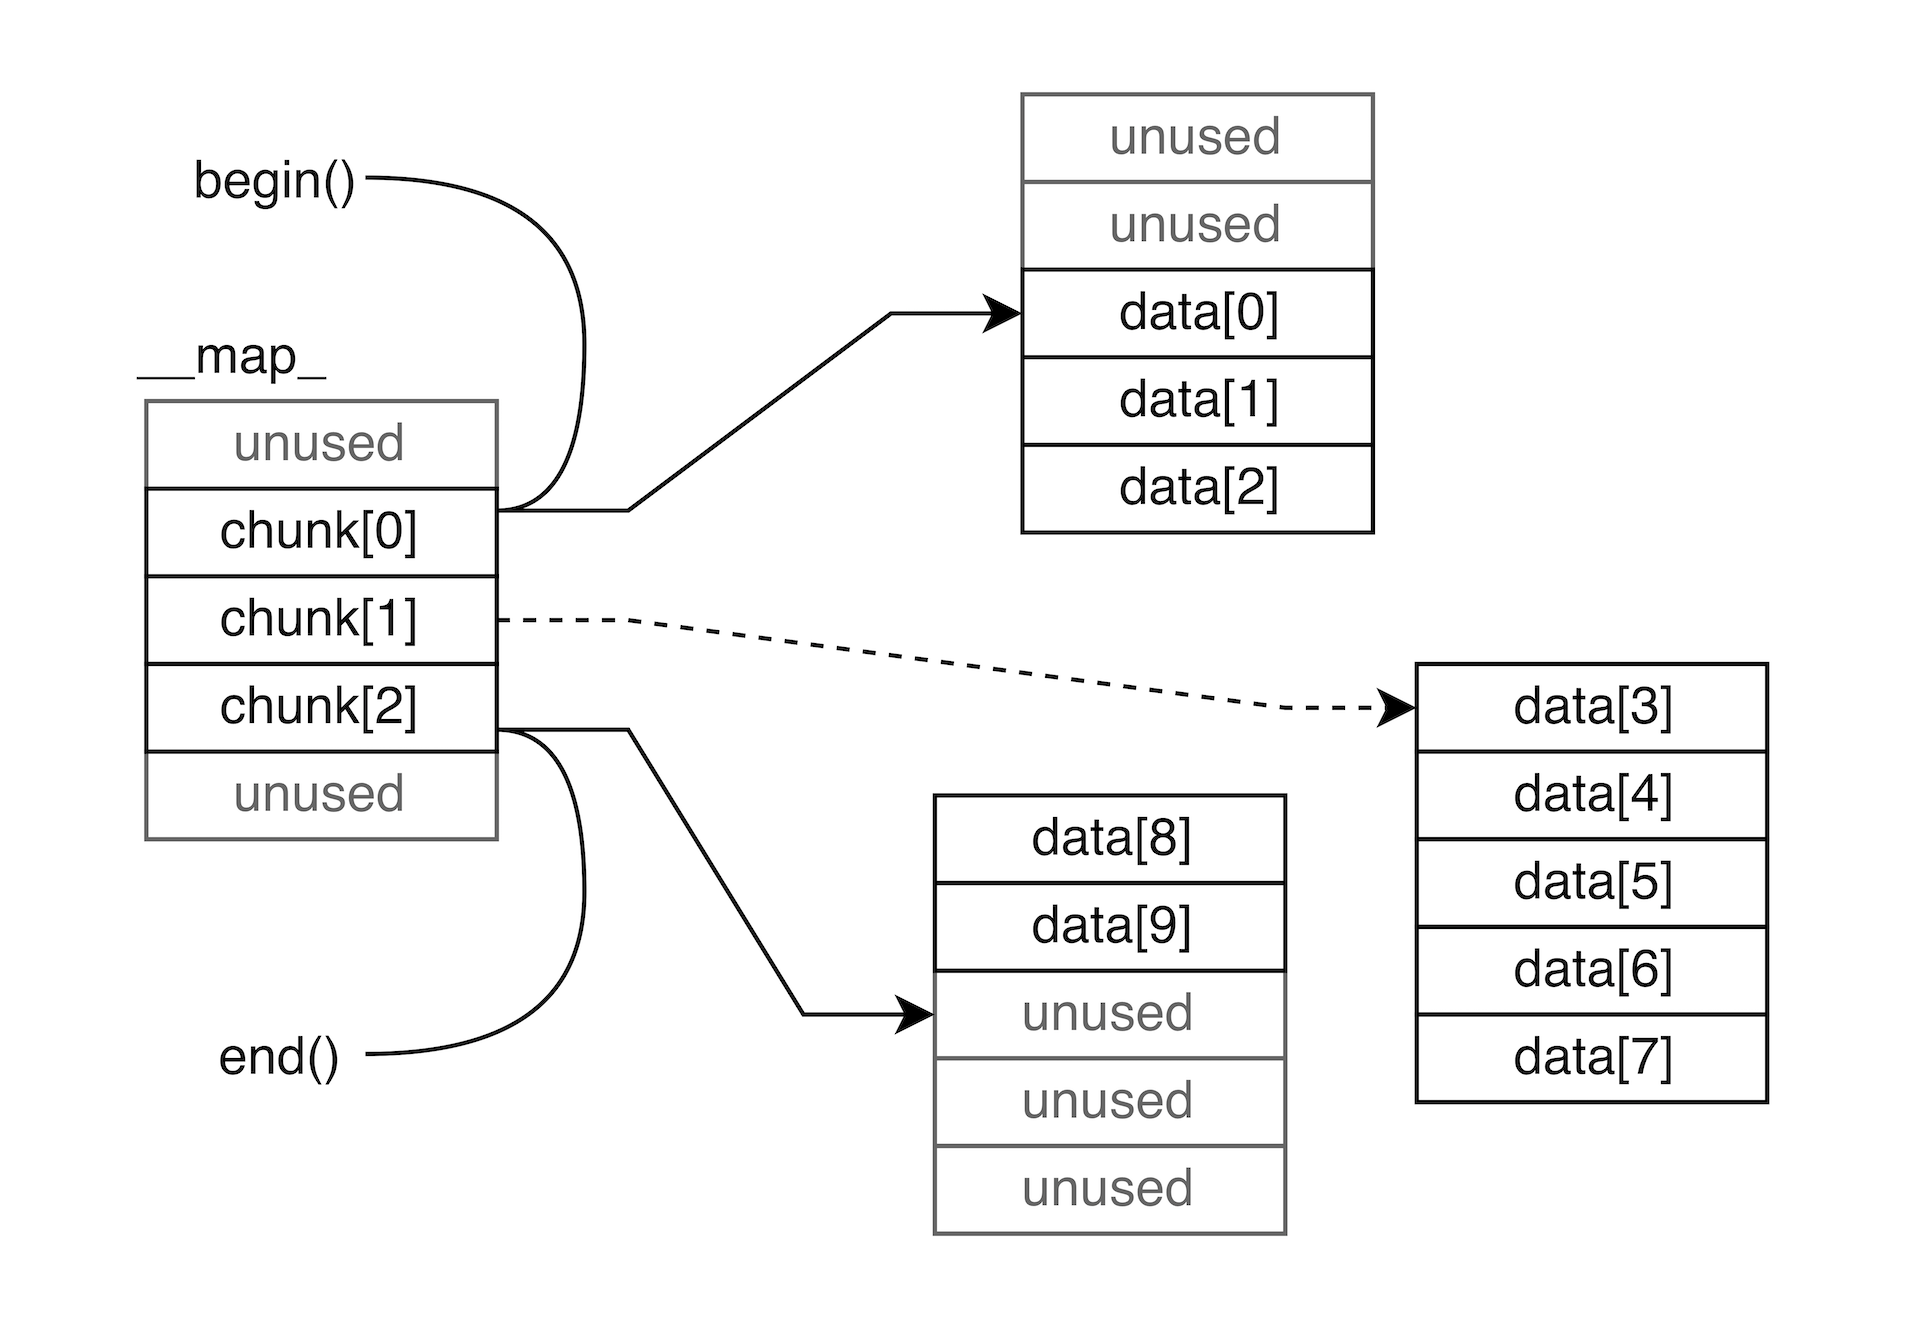 begin()
__map_
unused
chunk[0]
chunk[1]
chunk[2]
unused
end()
unused
unused
data[0]
data[1]
data[2]
data[8]
data[9]
unused
unused
unused
data[3]
data[4]
data[5]
data[6]
data[7]